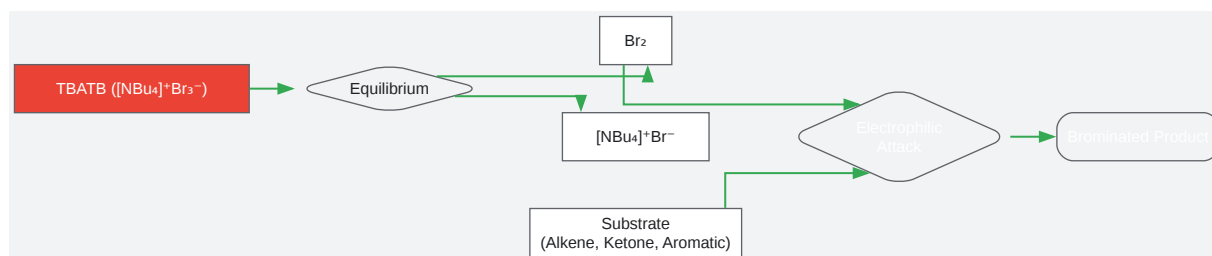 TBATB ([NBu₄]⁺Br₃⁻)
Equilibrium
Br₂
[NBu₄]⁺Br⁻
Substrate
(Alkene, Ketone, Aromatic)
Electrophilic
Attack
Brominated Product